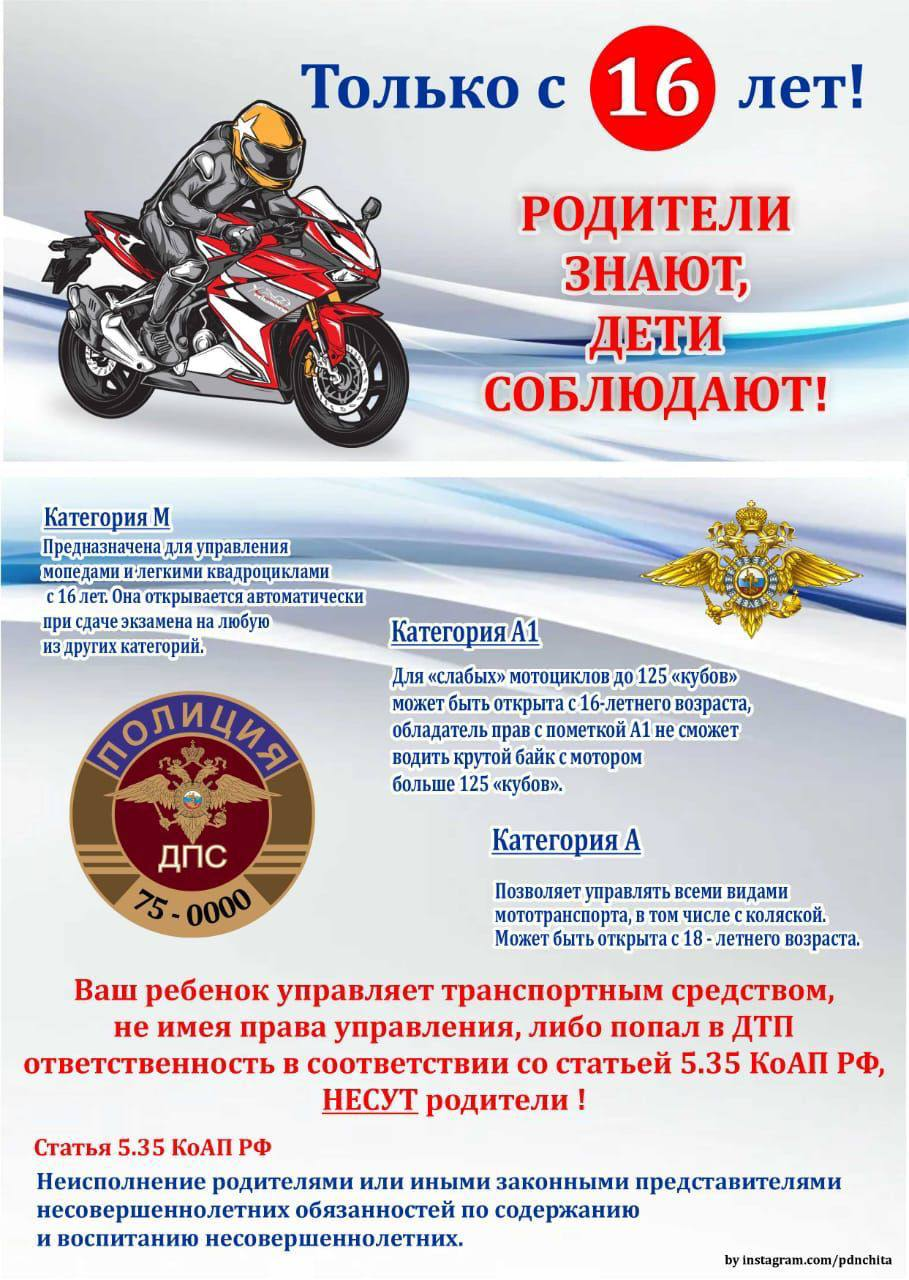 Только с 16 лет!
РОДИТЕЛИ
ЗНАЮТ,
ДЕТИ
СОБЛЮДАЮТ!
Категория М
Предназначена для управления
мопедами и легкими квадроциклами
с 16 лет. Она открывается автоматически
при сдаче экзамена на любую
из других категорий.
Категория А1
Для «слабых» мотоциклов до 125 «кубов»
может быть открыта с 16-летнего возраста,
обладатель прав с пометкой А1 не сможет
водить крутой байк с мотором
больше 125 «кубов».
ПОЛИЦИЯ
ДПС
75 - 0000
Категория А
Позволяет управлять всеми видами
мототранспорта, в том числе с коляской.
Может быть открыта с 18 - летнего возраста.
Ваш ребенок управляет транспортным средством,
не имея права управления, либо попал в ДТП
ответственность в соответствии со статьей 5.35 КоАП РФ,
НЕСУТ родители !
Статья 5.35 КоАП РФ
Неисполнение родителями или иными законными представителями
несовершеннолетних обязанностей по содержанию
и воспитанию несовершеннолетних.
by instagram.com/pdnchita